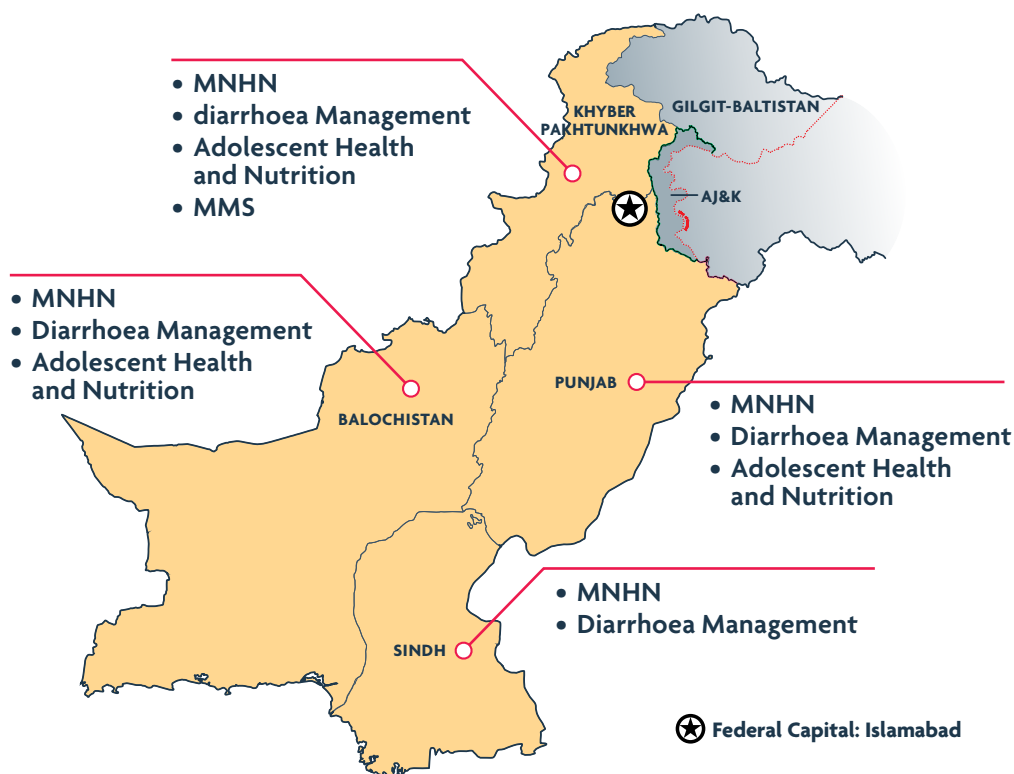 • MNHN
• diarrhoea Management
• Adolescent Health
and Nutrition
• MMS
KHYBER
PAKHTUNKHWA
GILGIT-BALTISTAN
AJ&K
• MNHN
• Diarrhoea Management
• Adolescent Health
and Nutrition
BALOCHISTAN
PUNJAB
• MNHN
• Diarrhoea Management
• Adolescent Health
and Nutrition
• MNHN
• Diarrhoea Management
SINDH
Federal Capital: Islamabad